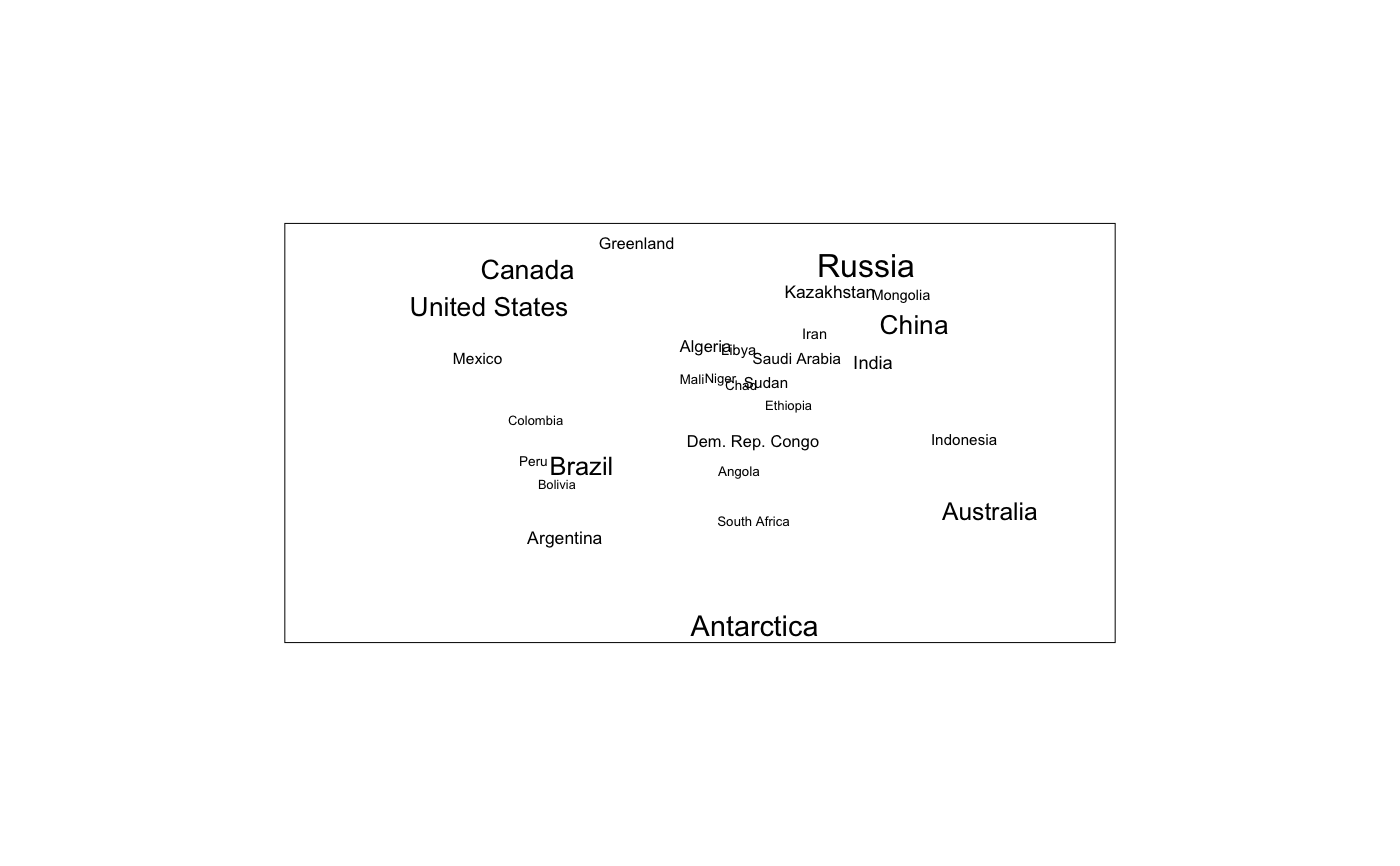 Greenland
Canada
Russia
United States
Kazakhstan
Mongolia
China
Iran
Algeria
Libya
Mexico
Saudi Arabia
India
Mali
Niger
Chad
Sudan
Ethiopia
Colombia
Dem. Rep. Congo
Indonesia
Peru
Brazil
Angola
Bolivia
Australia
South Africa
Argentina
Antarctica